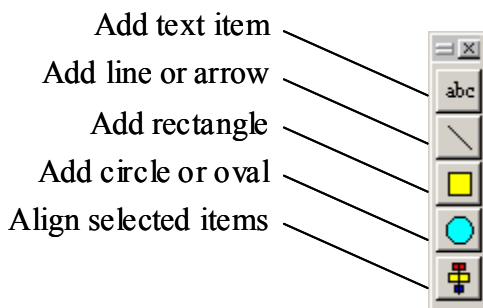 Add text item
abc
Add line or arrow
Add rectangle
Add circle or oval
Align selected items